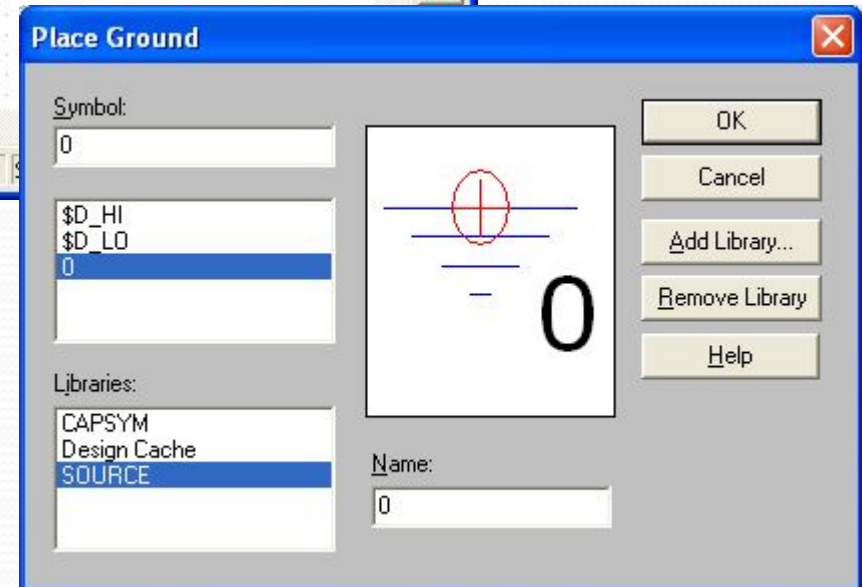 Place Ground
Symbol:
0
$D_HI
$D_LO
0
Libraries:
CAPSYM
Design Cache
SOURCE
0
Name:
0
OK
Cancel
Add Library...
Remove Library
Help